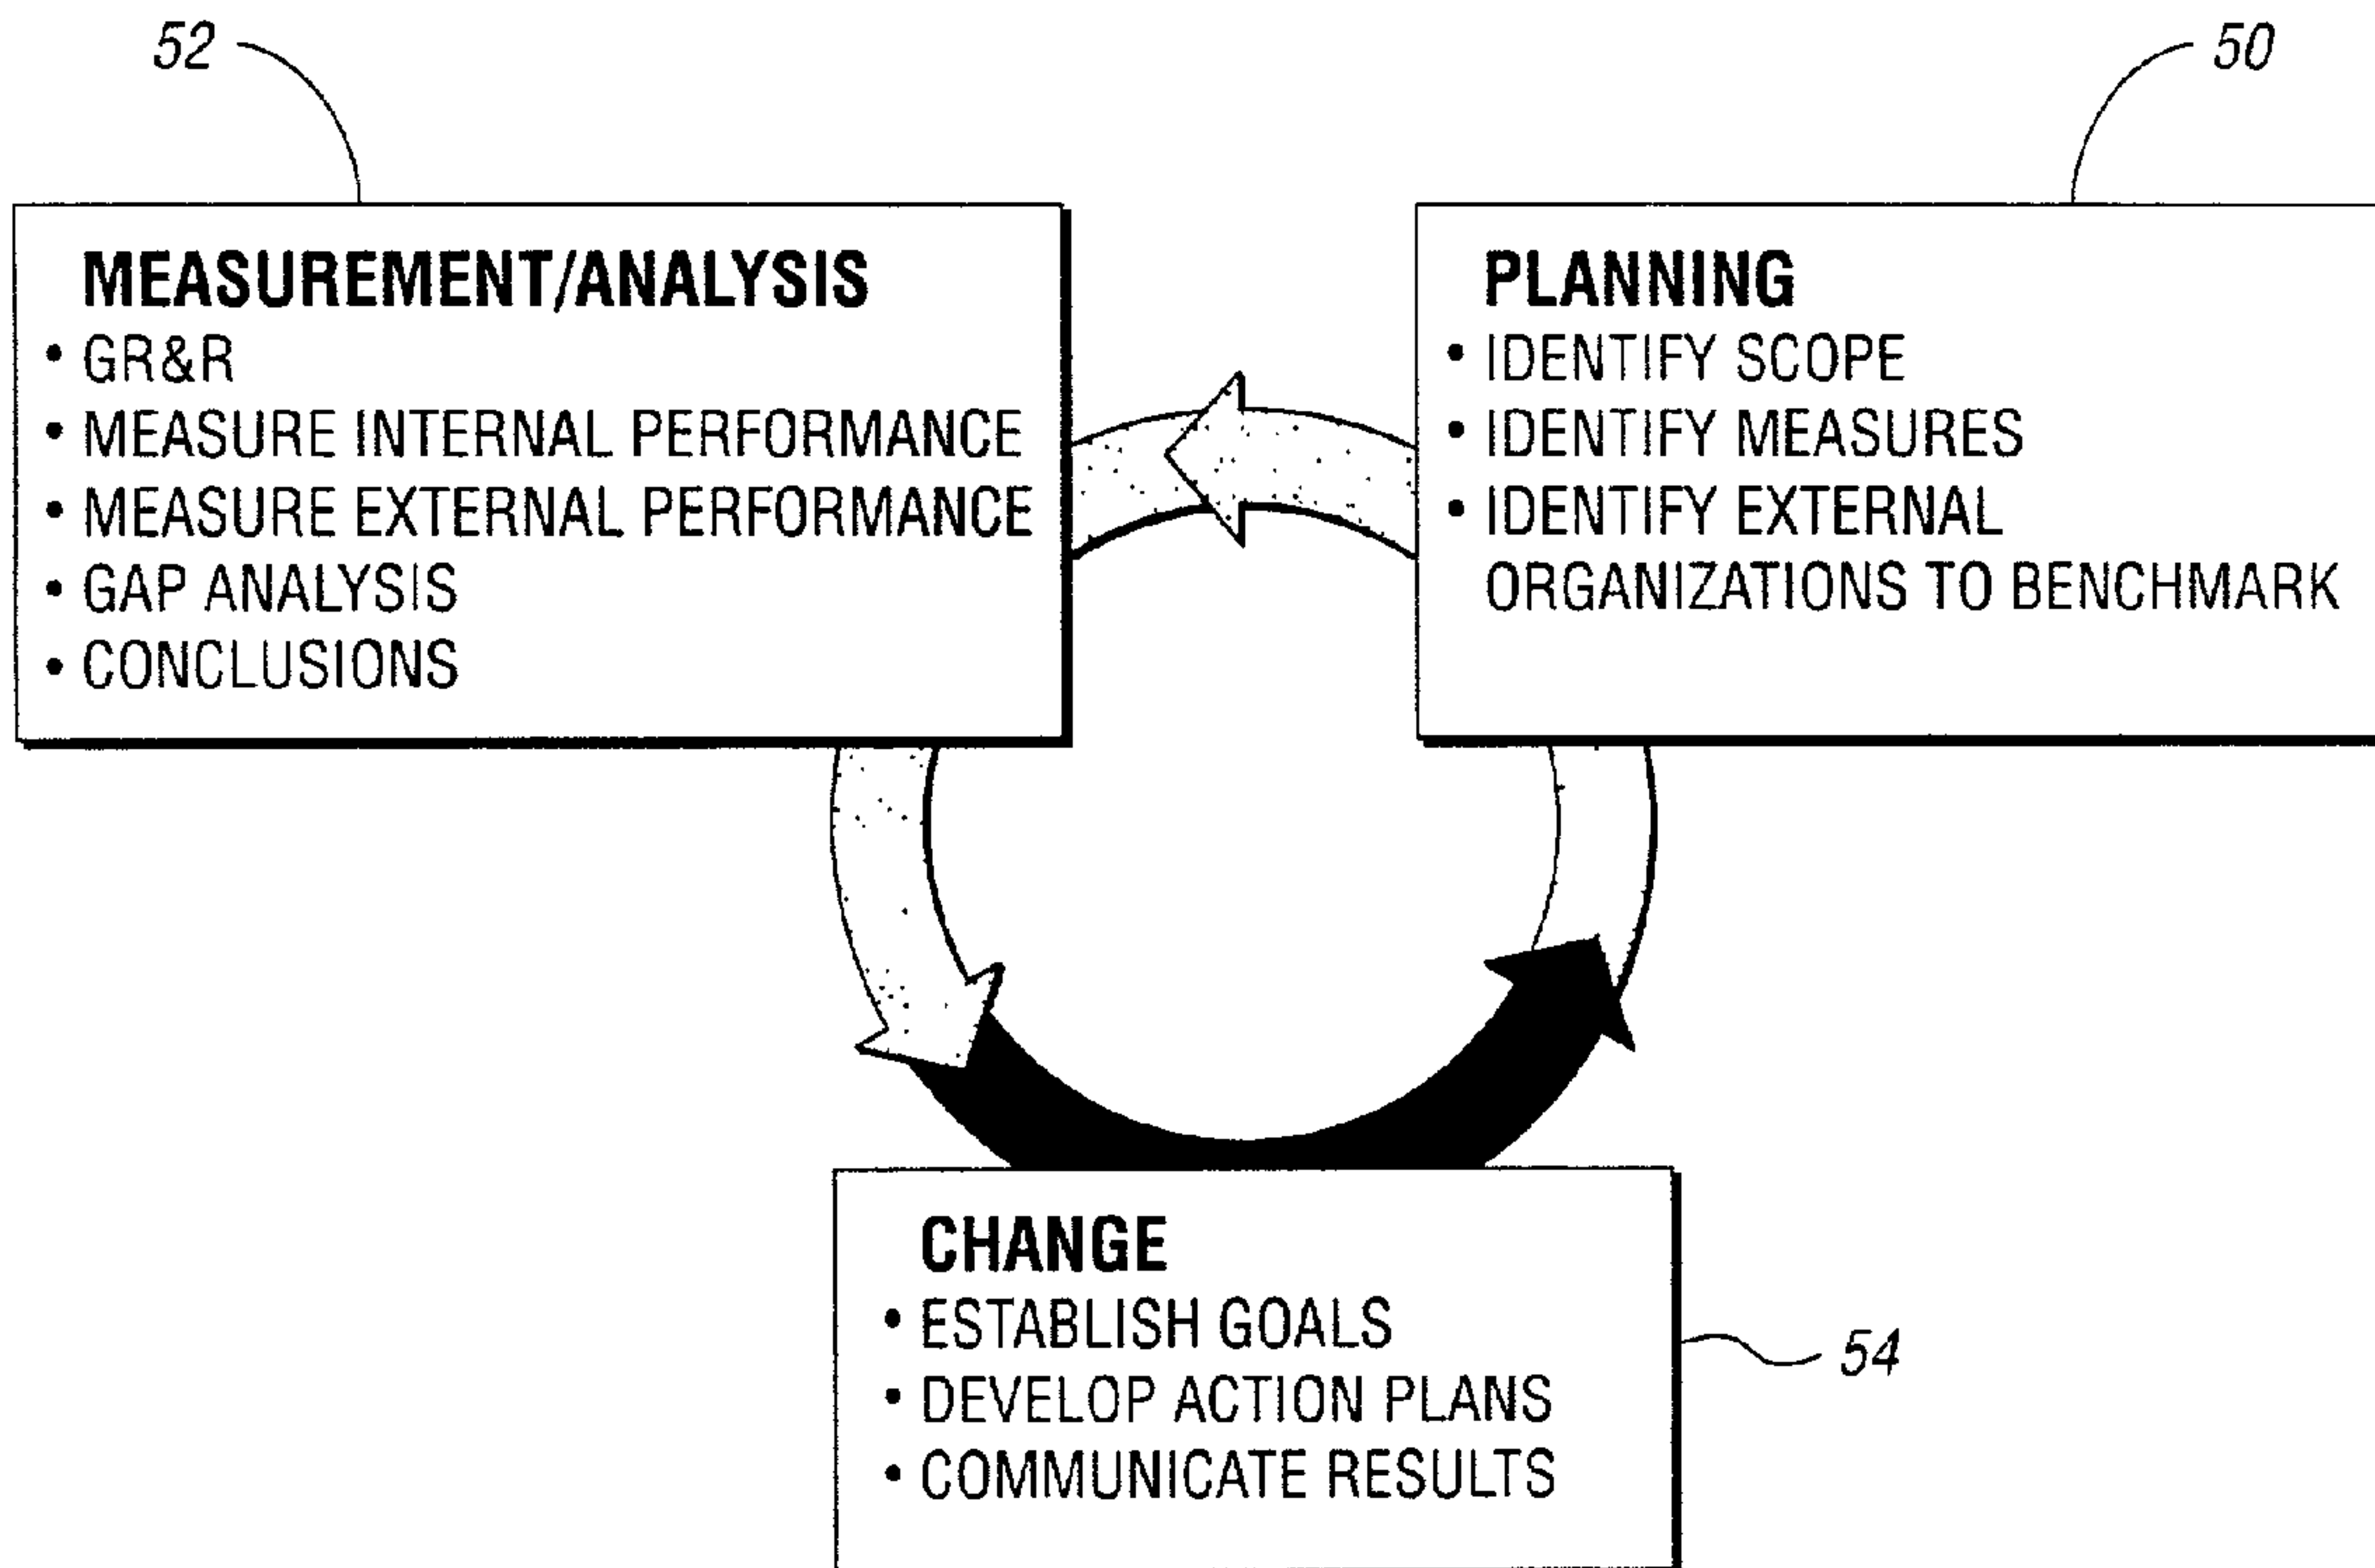 52
50
MEASUREMENT/ANALYSIS
• GR&R
• MEASURE INTERNAL PERFORMANCE
• MEASURE EXTERNAL PERFORMANCE
• GAP ANALYSIS
• CONCLUSIONS
PLANNING
• IDENTIFY SCOPE
• IDENTIFY MEASURES
• IDENTIFY EXTERNAL
ORGANIZATIONS TO BENCHMARK
CHANGE
• ESTABLISH GOALS
• DEVELOP ACTION PLANS
• COMMUNICATE RESULTS
54